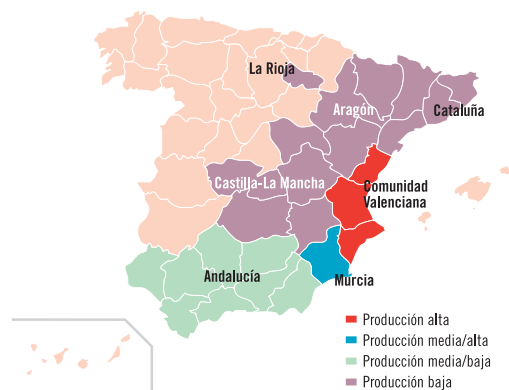 La Rioja
Aragón
Cataluña
Castilla-La Mancha
Comunidad
Valenciana
Andalucía
Murcia
Producción alta
Producción media/alta
Producción media/baja
Producción baja